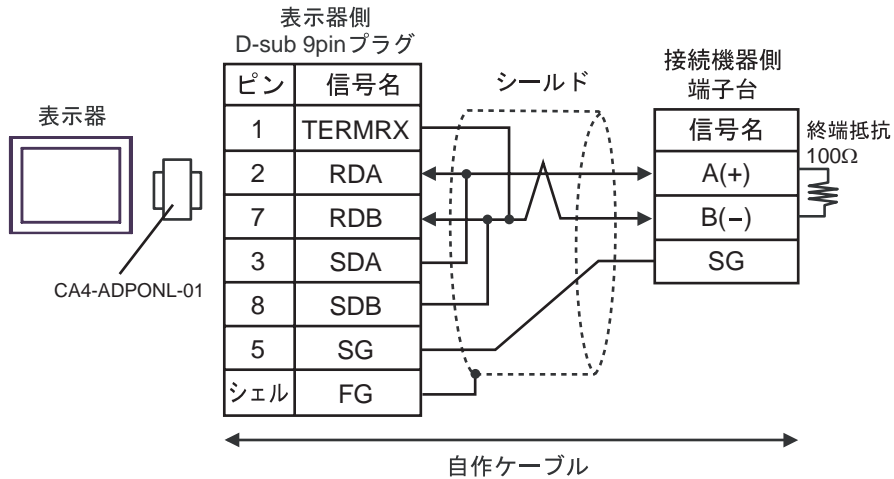 表示器側
D-sub 9pinプラグ
ピン 信号名
1 TERMRX
2 RDA
7 RDB
3 SDA
8 SDB
5 SG
シェル FG
シールド
接続機器側
端子台
信号名
A(+)
B(−)
SG
終端抵抗
100Ω
表示器
CA4-ADPONL-01
自作ケーブル